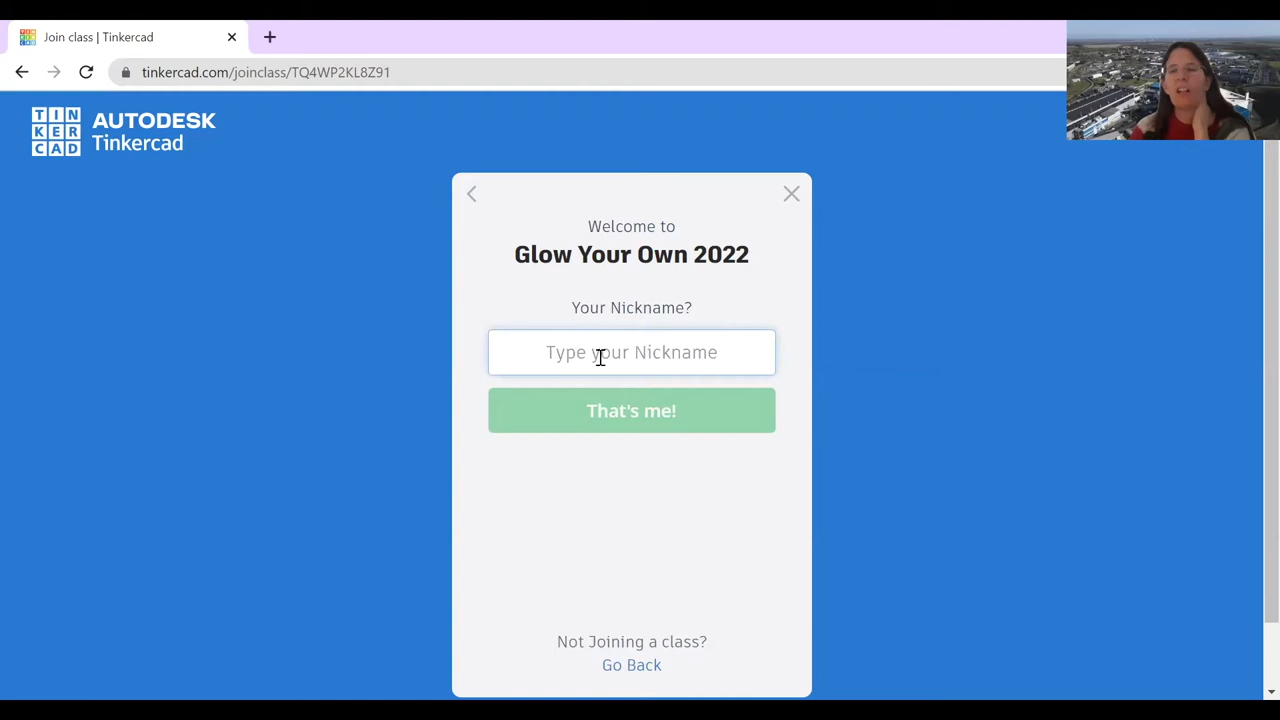 Join class | Tinkercad
tinkercad.com/joinclass/TQ4WP2KL8Z91
TIN
KER
CAD
AUTODESK
Tinkercad
Welcome to
Glow Your Own 2022
Your Nickname?
Type your Nickname
That's me!
Not Joining a class?
Go Back